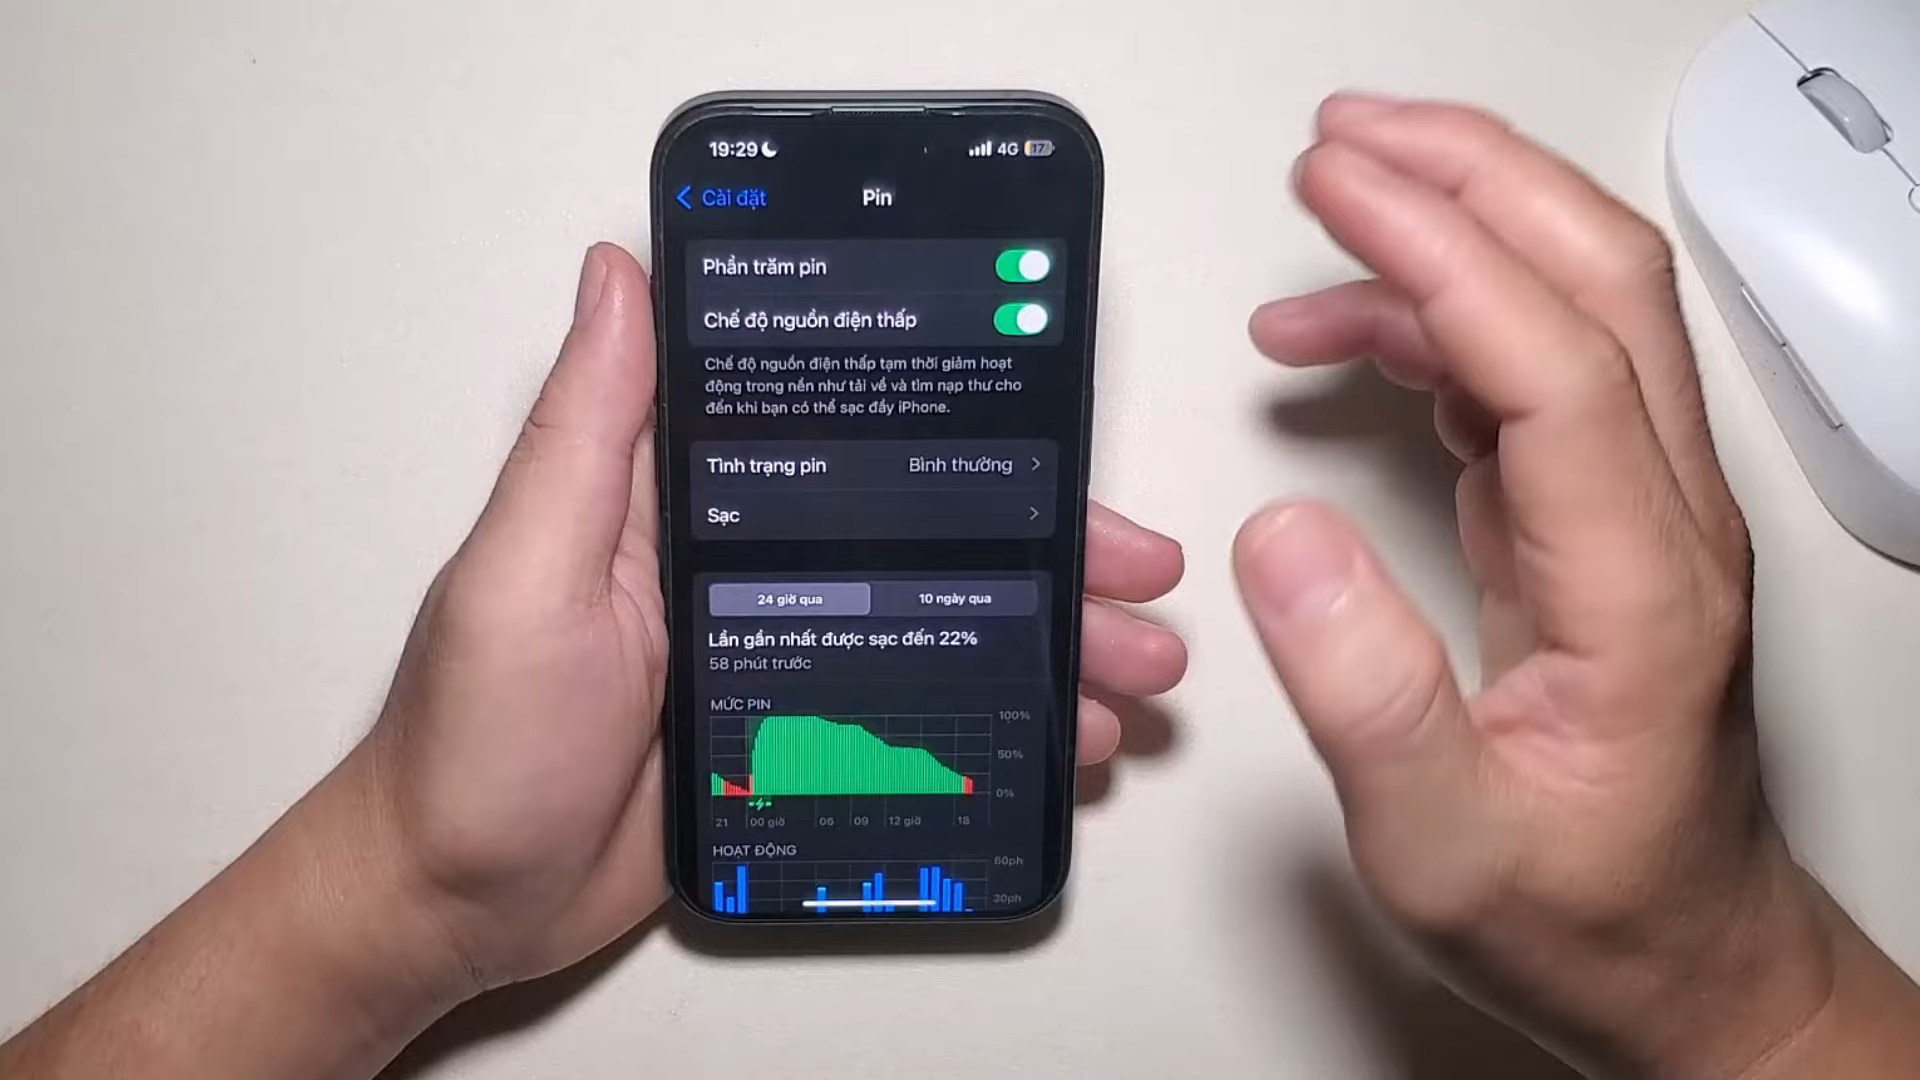 19:29 4G 17
Cài đặt Pin
Phần trăm pin
Chế độ nguồn điện thấp
Chế độ nguồn điện thấp tạm thời giảm hoạt
động trong nền như tải về và tìm nạp thư cho
đến khi bạn có thể sạc đầy iPhone.
Tình trạng pin Bình thường
Sạc
24 giờ qua 10 ngày qua
Lần gần nhất được sạc đến 22%
58 phút trước
MỨC PIN
100%
50%
0%
21 00 giờ 06 09 12 giờ 18
HOẠT ĐỘNG
60ph
30ph